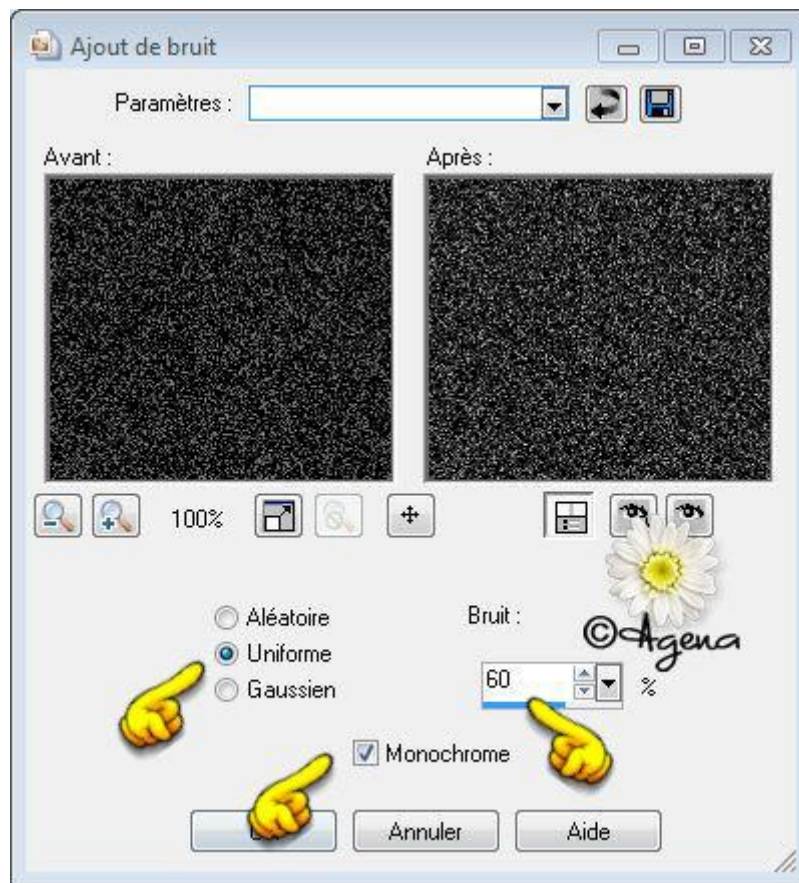 Ajout de bruit
Paramètres :
Avant :
Après :
100%
Aléatoire
Bruit :
©Agena
Uniforme
Gaussien
60
%
Monochrome
Annuler
Aide